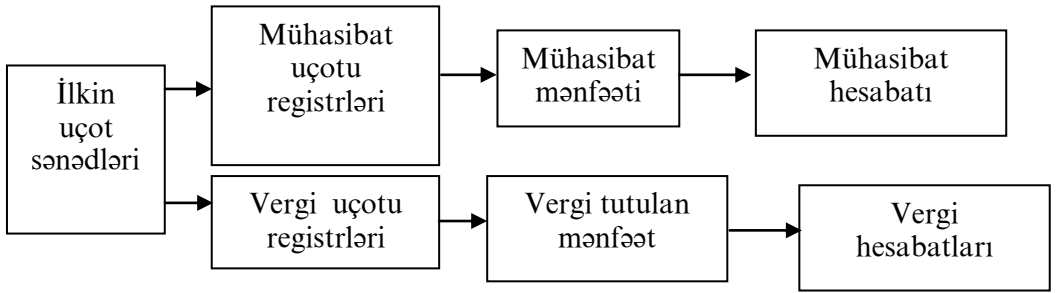 İlkin
uçot
sənədləri
Mühasibat
uçotu
registrləri
Mühasibat
mənfəəti
Mühasibat
hesabatı
Vergi uçotu
registrləri
Vergi tutulan
mənfəət
Vergi
hesabatları